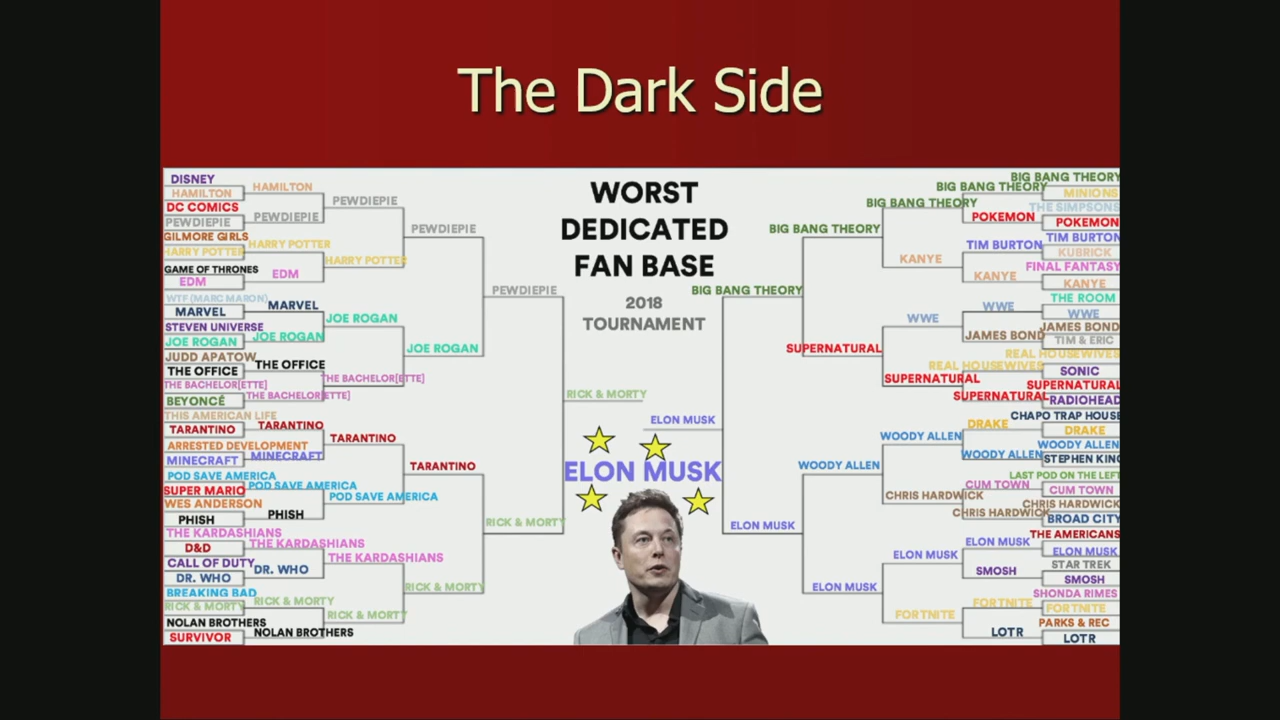 The Dark Side
WORST
DEDICATED
FAN BASE
2018
TOURNAMENT
DISNEY
HAMILTON
DC COMICS
PEWDIEPIE
GILMORE GIRLS
HARRY POTTER
GAME OF THRONES
EDM
WTF (MARC MARON)
MARVEL
STEVEN UNIVERSE
JOE ROGAN
JUDD APATOW
THE OFFICE
THE BACHELOR[ETTE]
BEYONCÉ
THIS AMERICAN LIFE
TARANTINO
ARRESTED DEVELOPMENT
MINECRAFT
POD SAVE AMERICA
SUPER MARIO
WES ANDERSON
PHISH
THE KARDASHIANS
D&D
CALL OF DUTY
DR. WHO
BREAKING BAD
RICK & MORTY
NOLAN BROTHERS
SURVIVOR
HAMILTON
PEWDIEPIE
HARRY POTTER
EDM
MARVEL
JOE ROGAN
THE OFFICE
THE BACHELOR[ETTE]
TARANTINO
MINECRAFT
POD SAVE AMERICA
PHISH
THE KARDASHIANS
DR. WHO
RICK & MORTY
NOLAN BROTHERS
PEWDIEPIE
HARRY POTTER
JOE ROGAN
THE BACHELOR[ETTE]
TARANTINO
POD SAVE AMERICA
THE KARDASHIANS
RICK & MORTY
PEWDIEPIE
JOE ROGAN
TARANTINO
RICK & MORTY
PEWDIEPIE
RICK & MORTY
RICK & MORTY
ELON MUSK
ELON MUSK
BIG BANG THEORY
ELON MUSK
BIG BANG THEORY
SUPERNATURAL
WOODY ALLEN
ELON MUSK
BIG BANG THEORY
KANYE
WWE
SUPERNATURAL
WOODY ALLEN
CHRIS HARDWICK
ELON MUSK
FORTNITE
BIG BANG THEORY
POKEMON
TIM BURTON
KANYE
WWE
JAMES BOND
REAL HOUSEWIVES
SUPERNATURAL
DRAKE
WOODY ALLEN
CUM TOWN
CHRIS HARDWICK
ELON MUSK
SMOSH
FORTNITE
LOTR
BIG BANG THEORY
MINIONS
THE SIMPSONS
POKEMON
TIM BURTON
KUBRICK
FINAL FANTASY
KANYE
THE ROOM
WWE
JAMES BOND
TIM & ERIC
REAL HOUSEWIVES
SONIC
SUPERNATURAL
RADIOHEAD
CHAPO TRAP HOUSE
DRAKE
WOODY ALLEN
STEPHEN KING
LAST POD ON THE LEFT
CUM TOWN
CHRIS HARDWICK
BROAD CITY
THE AMERICANS
ELON MUSK
STAR TREK
SMOSH
SHONDA RIMES
FORTNITE
PARKS & REC
LOTR